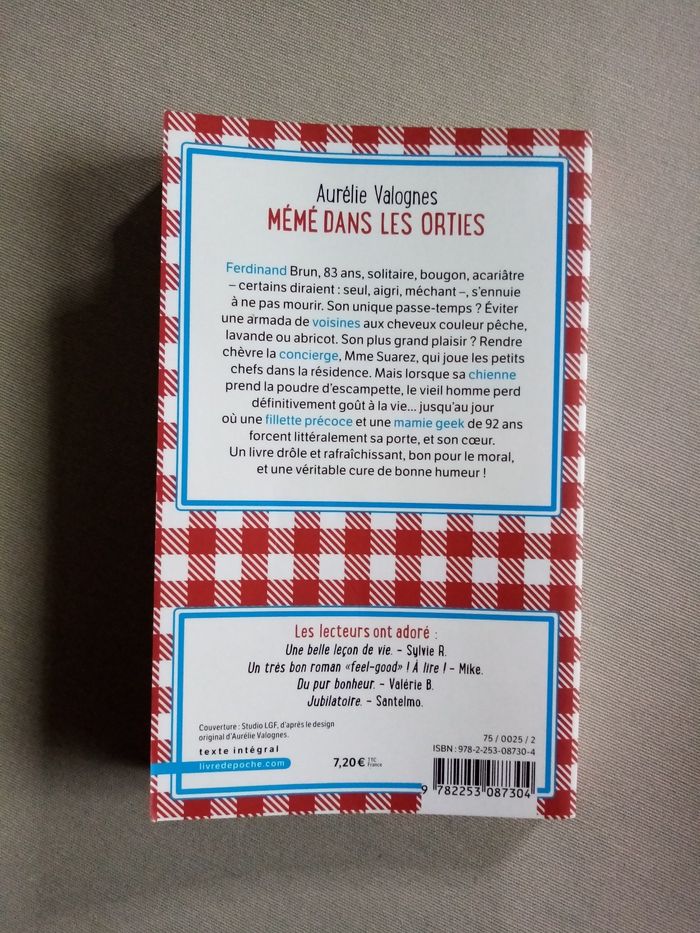 Aurélie Valognes
MÉMÉ DANS LES ORTIES
Ferdinand Brun, 83 ans, solitaire, bougon, acariâtre
– certains diraient : seul, aigri, méchant –, s'ennuie
à ne pas mourir. Son unique passe-temps ? Éviter
une armada de voisines aux cheveux couleur pêche,
lavande ou abricot. Son plus grand plaisir ? Rendre
chèvre la concierge, Mme Suarez, qui joue les petits
chefs dans la résidence. Mais lorsque sa chienne
prend la poudre d'escampette, le vieil homme perd
définitivement goût à la vie... jusqu'au jour
où une fillette précoce et une mamie geek de 92 ans
forcent littéralement sa porte, et son cœur.
Un livre drôle et rafraîchissant, bon pour le moral,
et une véritable cure de bonne humeur !
Les lecteurs ont adoré :
Une belle leçon de vie. – Sylvie R.
Un très bon roman «feel-good» ! À lire ! – Mike.
Du pur bonheur. – Valérie B.
Jubilatoire. – Santelmo.
Couverture : Studio LGF, d'après le design
original d'Aurélie Valognes.
texte intégral
livredepoche.com
7,20 € TTC France
75 / 0025 / 2
ISBN : 978-2-253-08730-4
9 782253 087304